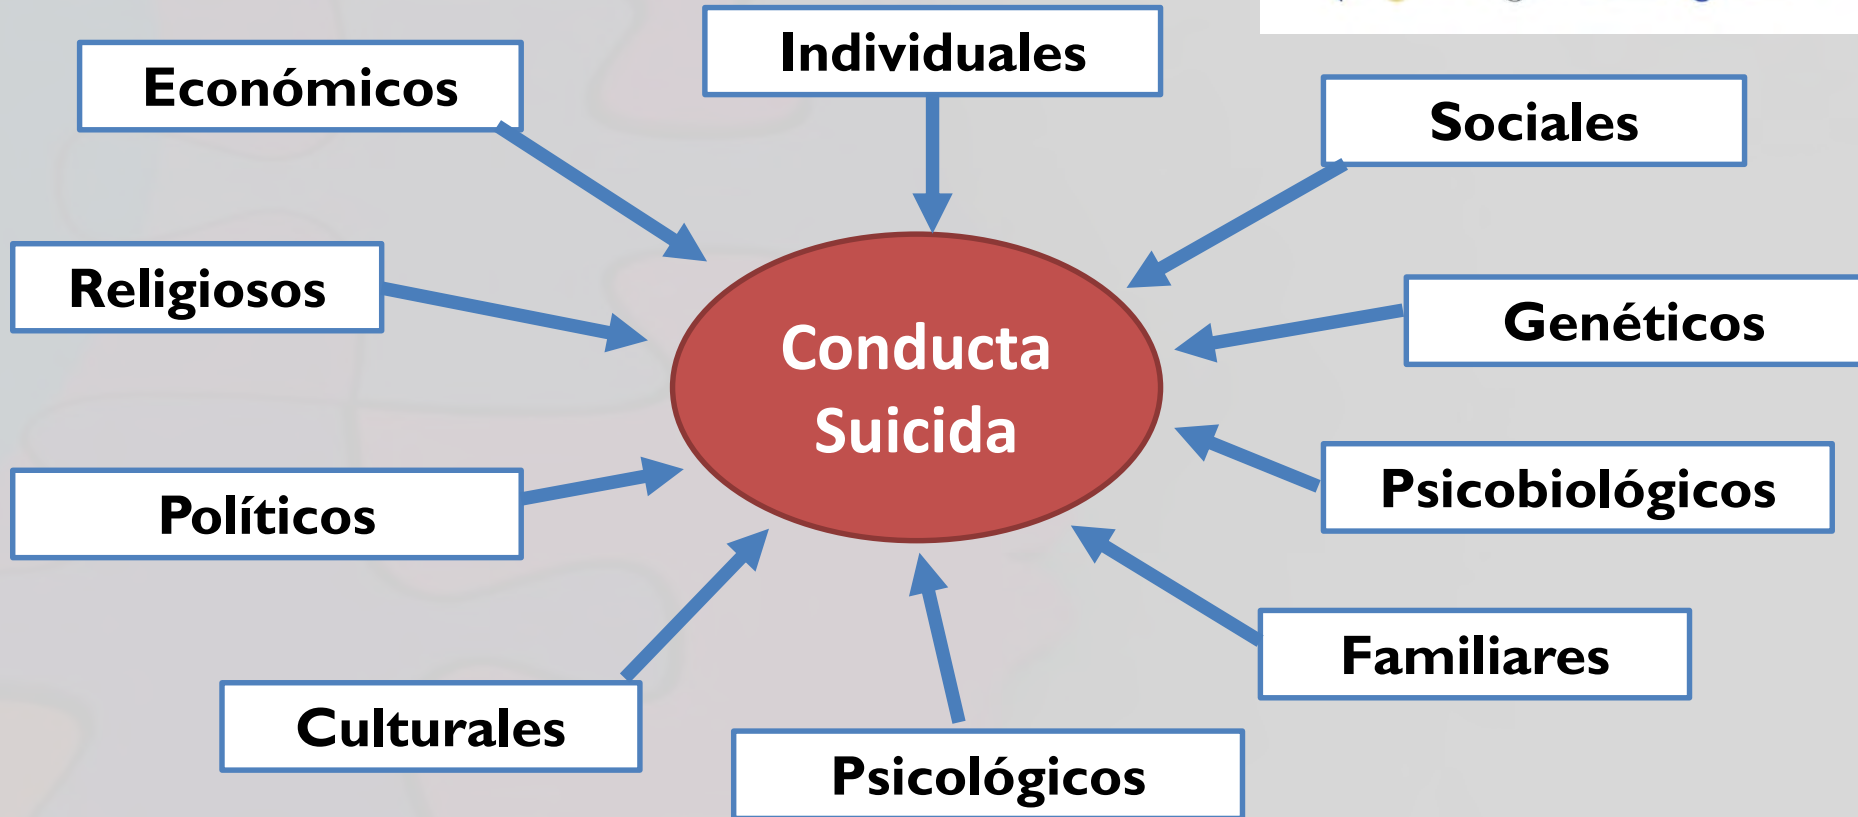 Individuales
Económicos
Sociales
Religiosos
Genéticos
Conducta
Suicida
Psicobiológicos
Políticos
Familiares
Culturales
Psicológicos